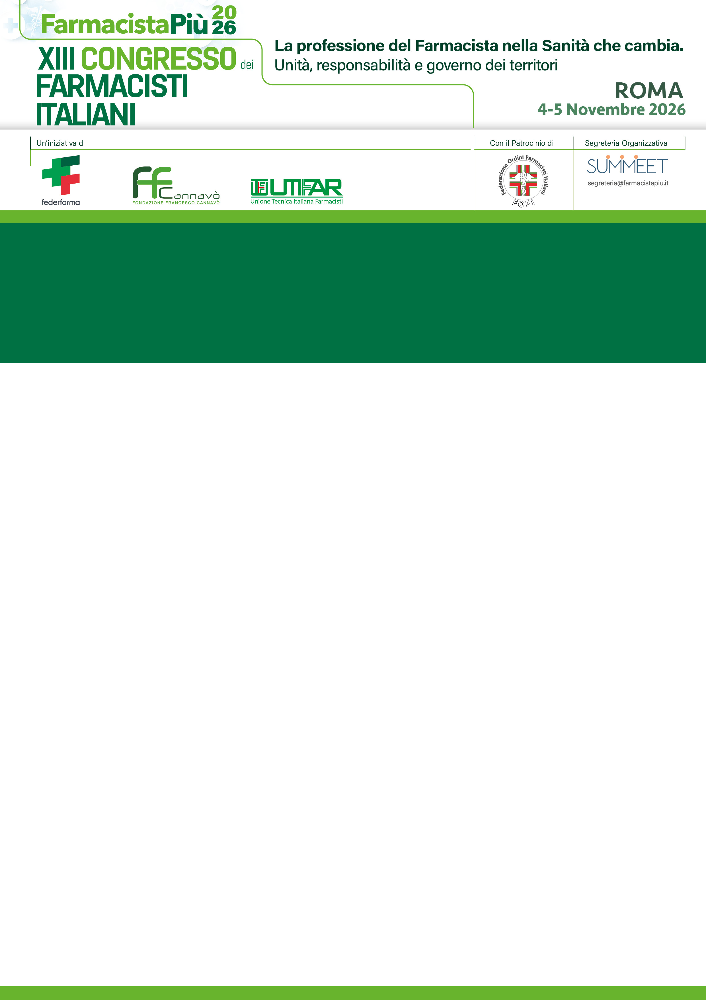 FarmacistaPiù 2026
XIII CONGRESSO dei
FARMACISTI
ITALIANI
La professione del Farmacista nella Sanità che cambia.
Unità, responsabilità e governo dei territori
ROMA
4-5 Novembre 2026
Un'iniziativa di
federfarma
FFCannavò
FONDAZIONE FRANCESCO CANNAVÒ
UTIFAR
Unione Tecnica Italiana Farmacisti
Con il Patrocinio di
Federazione Ordini Farmacisti Italiani
FOFI
Segreteria Organizzativa
SUMMEET
segreteria@farmacistapiu.it